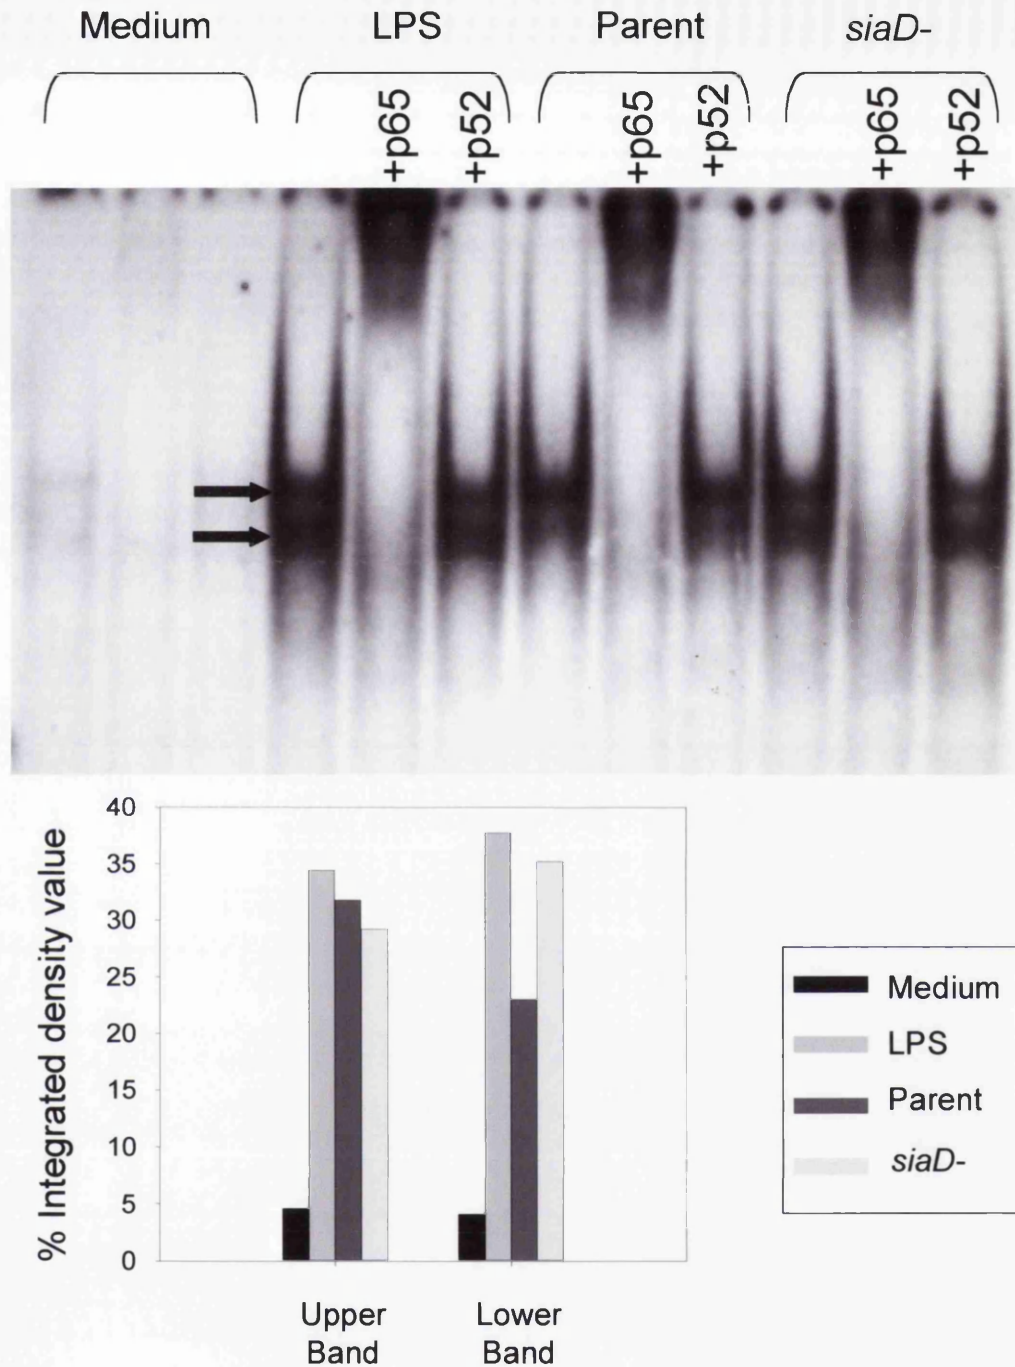 Medium LPS Parent siaD-
+p65 +p52 +p65 +p52 +p65 +p52
% Integrated density value
40
35
30
25
20
15
10
5
0
Upper Band
Lower Band
Medium
LPS
Parent
siaD-